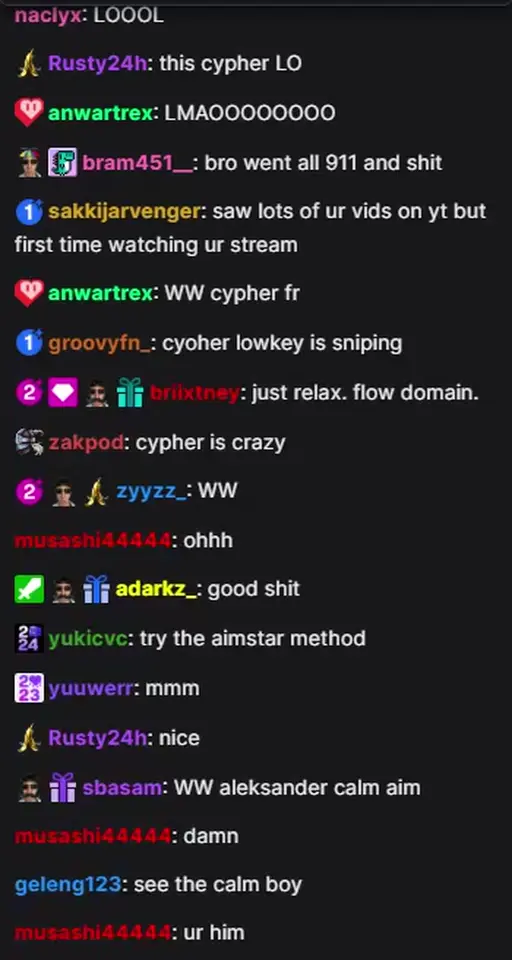 naclyx: LOOOL
Rusty24h: this cypher LO
anwartrex: LMAOOOOOOOO
bram451__: bro went all 911 and shit
1 sakkijarvenger: saw lots of ur vids on yt but
first time watching ur stream
anwartrex: WW cypher fr
1 groovyfn_: cyoher lowkey is sniping
2 briixtney: just relax. flow domain.
zakpod: cypher is crazy
2 zyyzz_: WW
musashi44444: ohhh
adarkz_: good shit
2024 yukicvc: try the aimstar method
2023 yuuwerr: mmm
Rusty24h: nice
sbasam: WW aleksander calm aim
musashi44444: damn
geleng123: see the calm boy
musashi44444: ur him